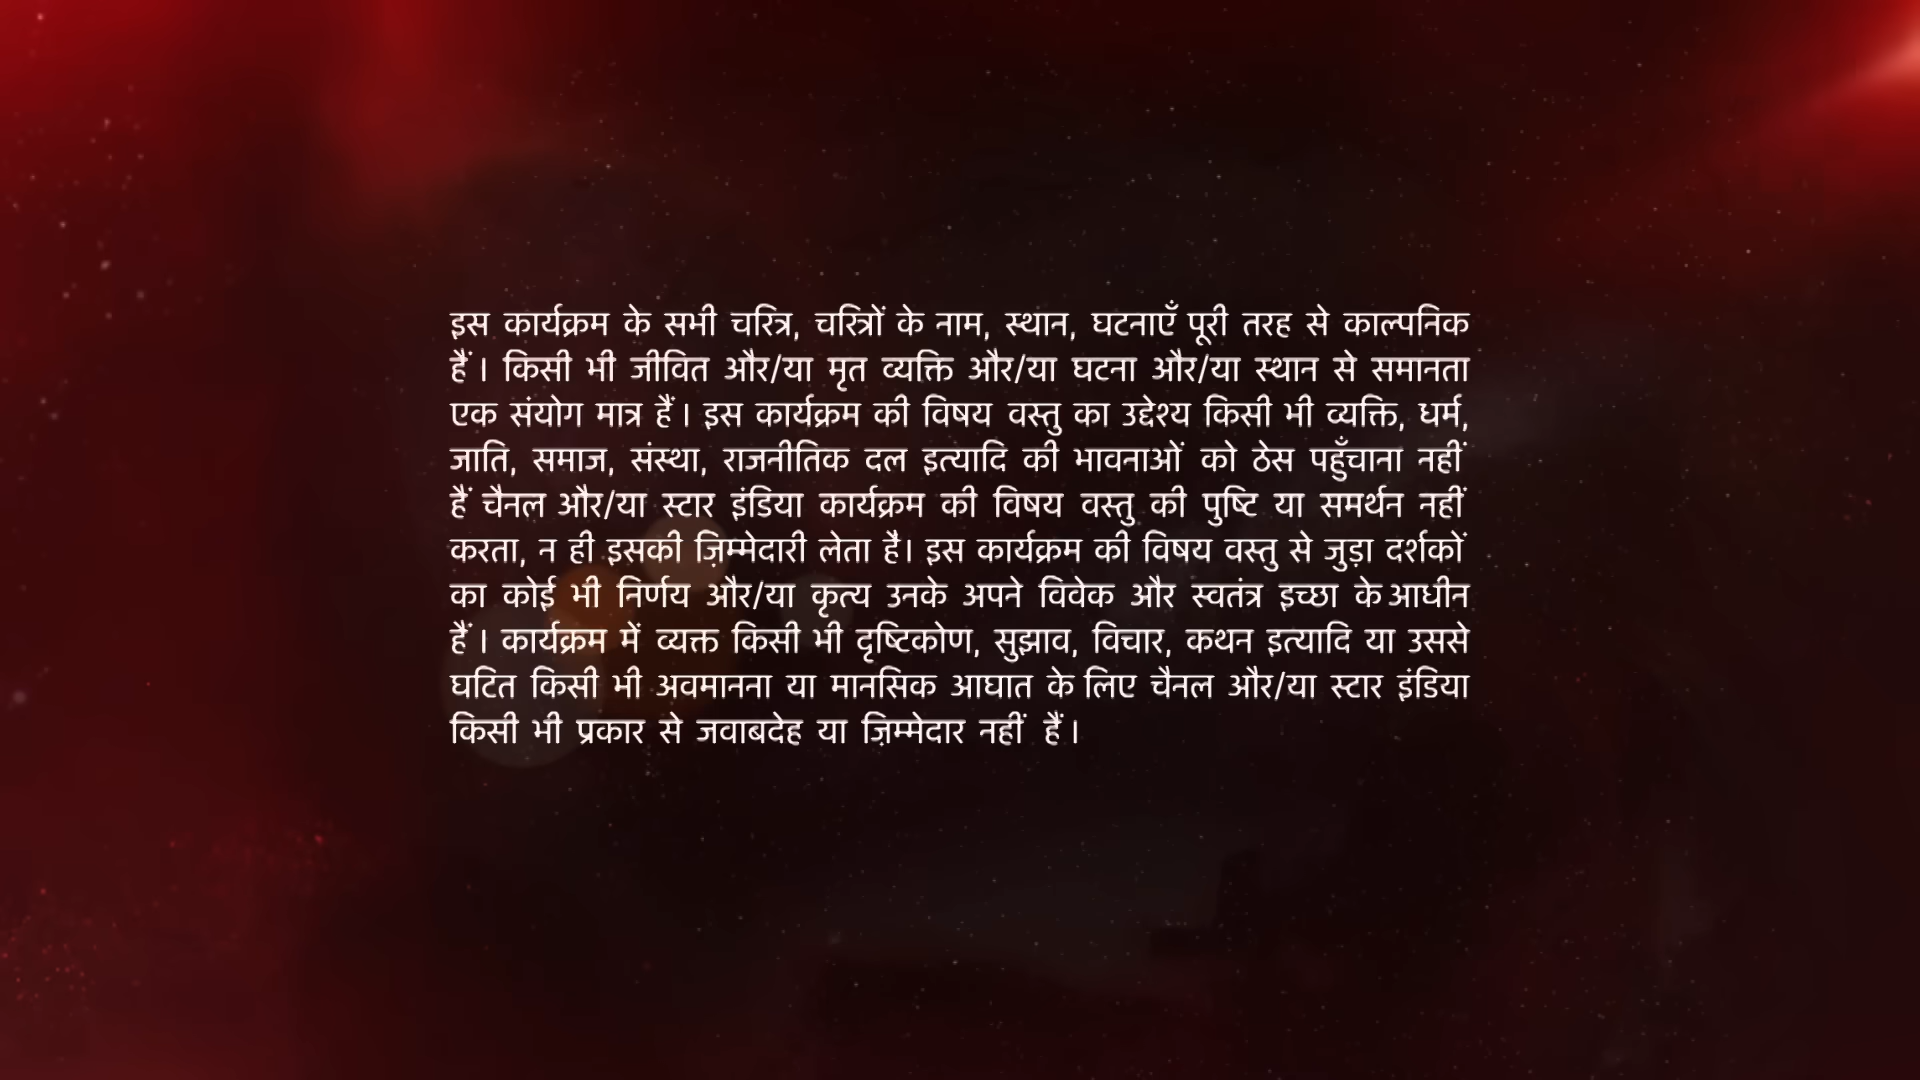 इस कार्यक्रम के सभी चरित्र, चरित्रों के नाम, स्थान, घटनाएँ पूरी तरह से काल्पनिक
हैं । किसी भी जीवित और/या मृत व्यक्ति और/या घटना और/या स्थान से समानता
एक संयोग मात्र हैं । इस कार्यक्रम की विषय वस्तु का उद्देश्य किसी भी व्यक्ति, धर्म,
जाति, समाज, संस्था, राजनीतिक दल इत्यादि की भावनाओं को ठेस पहुँचाना नहीं
हैं चैनल और/या स्टार इंडिया कार्यक्रम की विषय वस्तु की पुष्टि या समर्थन नहीं
करता, न ही इसकी ज़िम्मेदारी लेता है। इस कार्यक्रम की विषय वस्तु से जुड़ा दर्शकों
का कोई भी निर्णय और/या कृत्य उनके अपने विवेक और स्वतंत्र इच्छा के आधीन
हैं । कार्यक्रम में व्यक्त किसी भी दृष्टिकोण, सुझाव, विचार, कथन इत्यादि या उससे
घटित किसी भी अवमानना या मानसिक आघात के लिए चैनल और/या स्टार इंडिया
किसी भी प्रकार से जवाबदेह या ज़िम्मेदार नहीं हैं ।